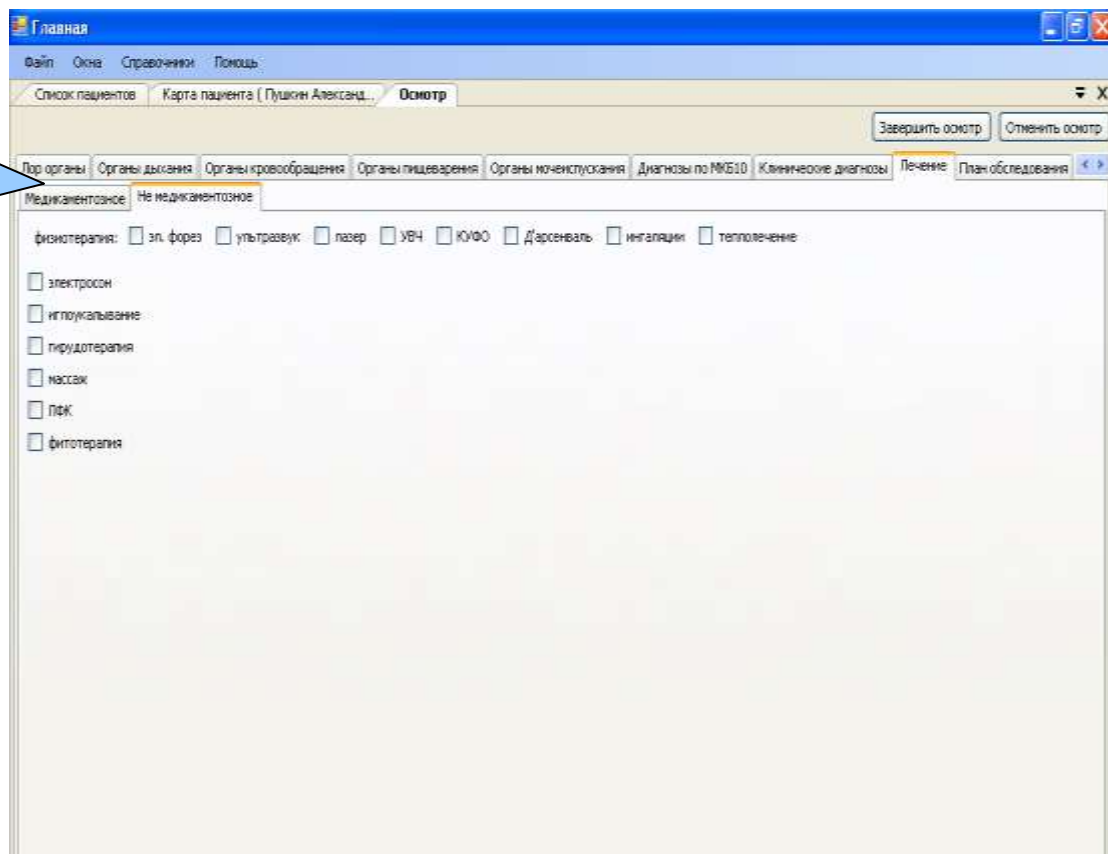 Главная
Файл Окна Справочники Помощь
Список пациентов Карта пациента ( Пушкин Александ... Осмотр X
Завершить осмотр Отменить осмотр
Лор органы Органы дыхания Органы кровообращения Органы пищеварения Органы мочеиспускания Диагнозы по МКБ10 Клинические диагнозы Лечение План обследования
Медикаментозное Не медикаментозное
физиотерапия: эл. форез ультразвук лазер УВЧ КУФО Д'арсенваль ингаляции теплолечение
электросон
иглоукалывание
гирудотерапия
массаж
ЛФК
фитотерапия